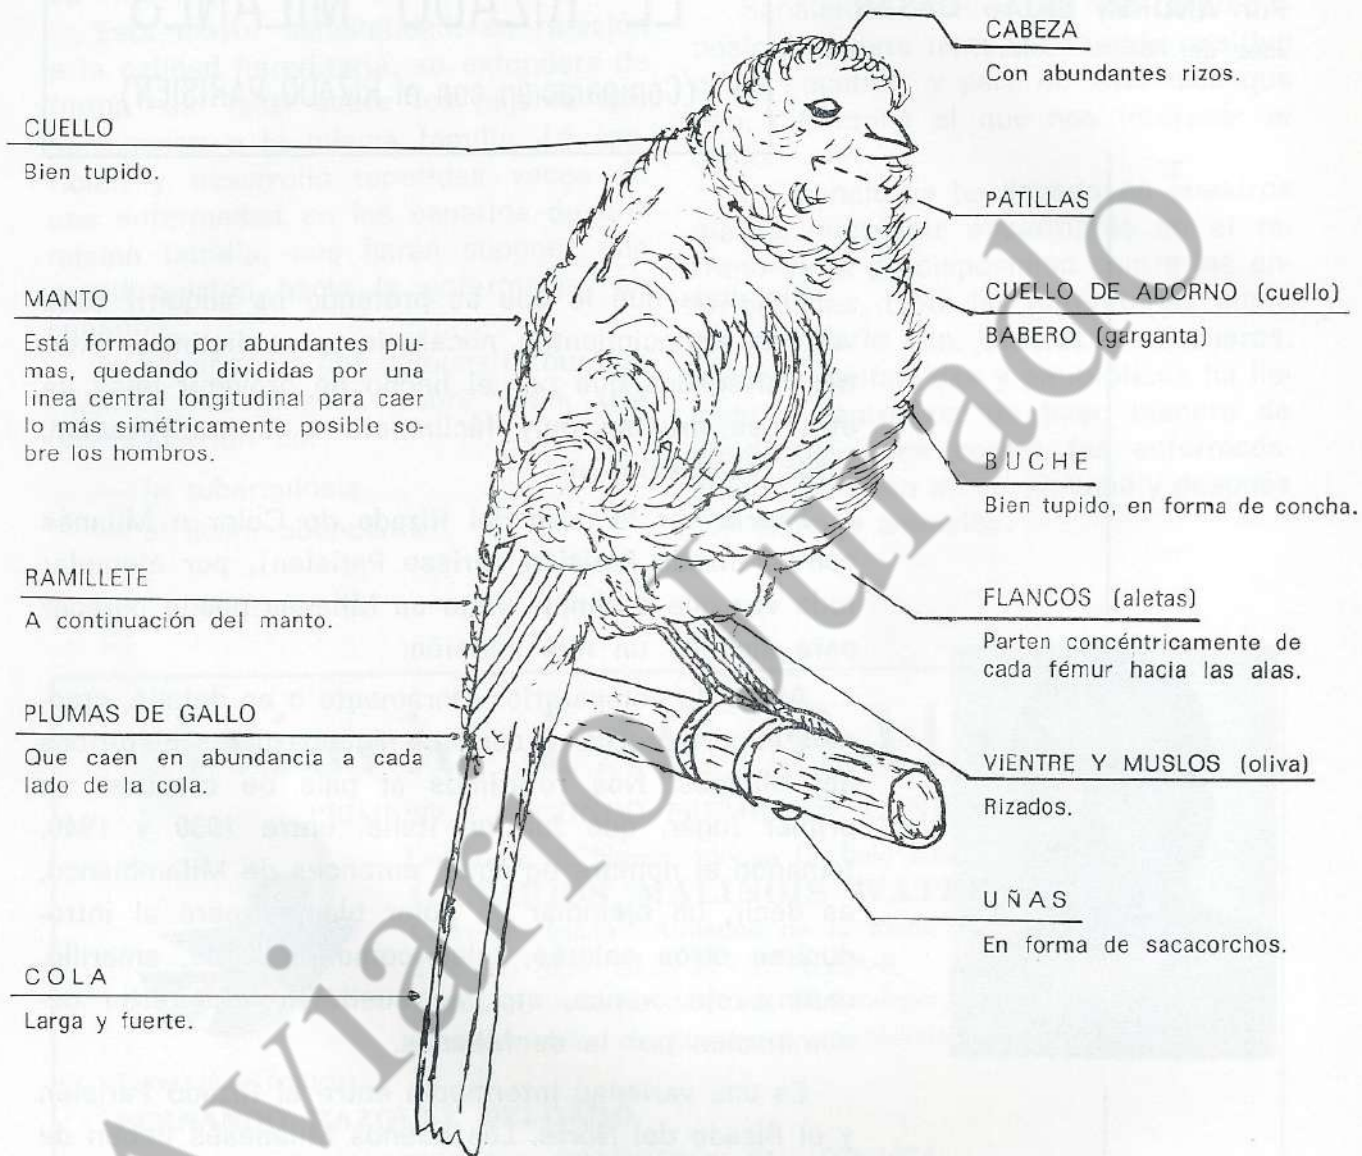 CABEZA
Con abundantes rizos.
CUELLO
Bien tupido.
PATILLAS
MANTO
Está formado por abundantes plu-
mas, quedando divididas por una
línea central longitudinal para caer
lo más simétricamente posible so-
bre los hombros.
CUELLO DE ADORNO (cuello)
BABERO (garganta)
BUCHE
Bien tupido, en forma de concha.
RAMILLETE
A continuación del manto.
FLANCOS (aletas)
Parten concéntricamente de
cada fémur hacia las alas.
PLUMAS DE GALLO
Que caen en abundancia a cada
lado de la cola.
VIENTRE Y MUSLOS (oliva)
Rizados.
UÑAS
En forma de sacacorchos.
COLA
Larga y fuerte.
Aviario Jurado